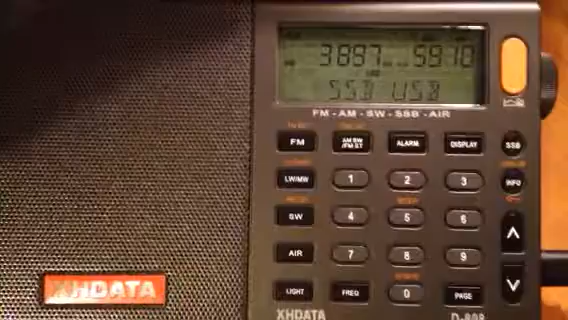 3887 5970
SSB USB
FM-AM-SW-SSB-AIR
FM
AM SW /FM ST.
ALARM
DISPLAY
SSB
LW/MW
1
2
3
INFO
SW
4
5
6
AIR
7
8
9
LIGHT
FREQ
0
PAGE
XHDATA
XHDATA
D-808